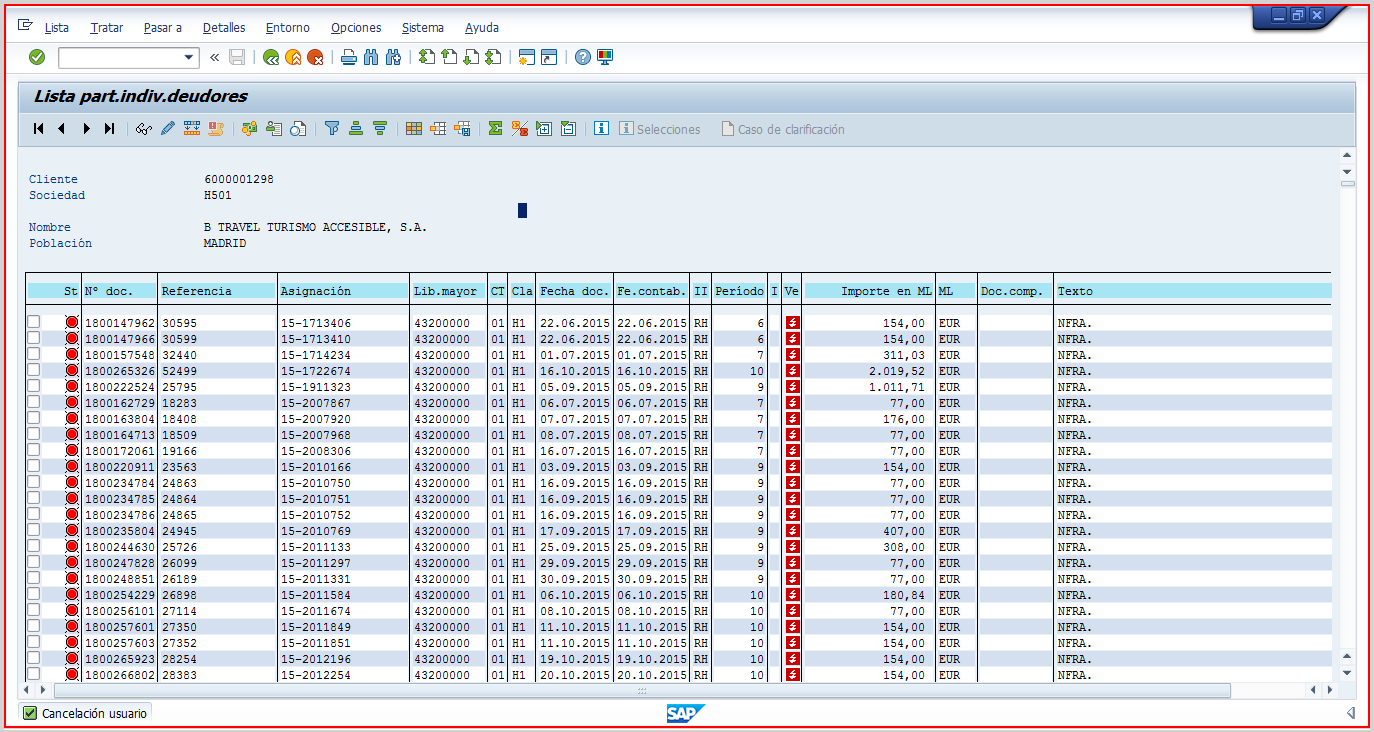 Lista Tratar Pasar a Detalles Entorno Opciones Sistema Ayuda
Lista part.indiv.deudores
Selecciones Caso de clarificación
Cliente 6000001298
Sociedad H501
Nombre B TRAVEL TURISMO ACCESIBLE, S.A.
Población MADRID
St Nº doc. Referencia Asignación Lib.mayor CT Cla Fecha doc. Fe.contab. II Período I Ve Importe en ML ML Doc.comp. Texto
1800147962 30595 15-1713406 43200000 01 H1 22.06.2015 22.06.2015 RH 6 154,00 EUR NFRA.
1800147966 30599 15-1713410 43200000 01 H1 22.06.2015 22.06.2015 RH 6 154,00 EUR NFRA.
1800157548 32440 15-1714234 43200000 01 H1 01.07.2015 01.07.2015 RH 7 311,03 EUR NFRA.
1800265326 52499 15-1722674 43200000 01 H1 16.10.2015 16.10.2015 RH 10 2.019,52 EUR NFRA.
1800222524 25795 15-1911323 43200000 01 H1 05.09.2015 05.09.2015 RH 9 1.011,71 EUR NFRA.
1800162729 18283 15-2007867 43200000 01 H1 06.07.2015 06.07.2015 RH 7 77,00 EUR NFRA.
1800163804 18408 15-2007920 43200000 01 H1 07.07.2015 07.07.2015 RH 7 176,00 EUR NFRA.
1800164713 18509 15-2007968 43200000 01 H1 08.07.2015 08.07.2015 RH 7 77,00 EUR NFRA.
1800172061 19166 15-2008306 43200000 01 H1 16.07.2015 16.07.2015 RH 7 77,00 EUR NFRA.
1800220911 23563 15-2010166 43200000 01 H1 03.09.2015 03.09.2015 RH 9 154,00 EUR NFRA.
1800234784 24863 15-2010750 43200000 01 H1 16.09.2015 16.09.2015 RH 9 77,00 EUR NFRA.
1800234785 24864 15-2010751 43200000 01 H1 16.09.2015 16.09.2015 RH 9 77,00 EUR NFRA.
1800234786 24865 15-2010752 43200000 01 H1 16.09.2015 16.09.2015 RH 9 77,00 EUR NFRA.
1800235804 24945 15-2010769 43200000 01 H1 17.09.2015 17.09.2015 RH 9 407,00 EUR NFRA.
1800244630 25726 15-2011133 43200000 01 H1 25.09.2015 25.09.2015 RH 9 308,00 EUR NFRA.
1800247828 26099 15-2011297 43200000 01 H1 29.09.2015 29.09.2015 RH 9 77,00 EUR NFRA.
1800248851 26189 15-2011331 43200000 01 H1 30.09.2015 30.09.2015 RH 9 77,00 EUR NFRA.
1800254229 26898 15-2011584 43200000 01 H1 06.10.2015 06.10.2015 RH 10 180,84 EUR NFRA.
1800256101 27114 15-2011674 43200000 01 H1 08.10.2015 08.10.2015 RH 10 77,00 EUR NFRA.
1800257601 27350 15-2011849 43200000 01 H1 11.10.2015 11.10.2015 RH 10 154,00 EUR NFRA.
1800257603 27352 15-2011851 43200000 01 H1 11.10.2015 11.10.2015 RH 10 154,00 EUR NFRA.
1800265923 28254 15-2012196 43200000 01 H1 19.10.2015 19.10.2015 RH 10 154,00 EUR NFRA.
1800266802 28383 15-2012254 43200000 01 H1 20.10.2015 20.10.2015 RH 10 154,00 EUR NFRA.
Cancelación usuario SAP